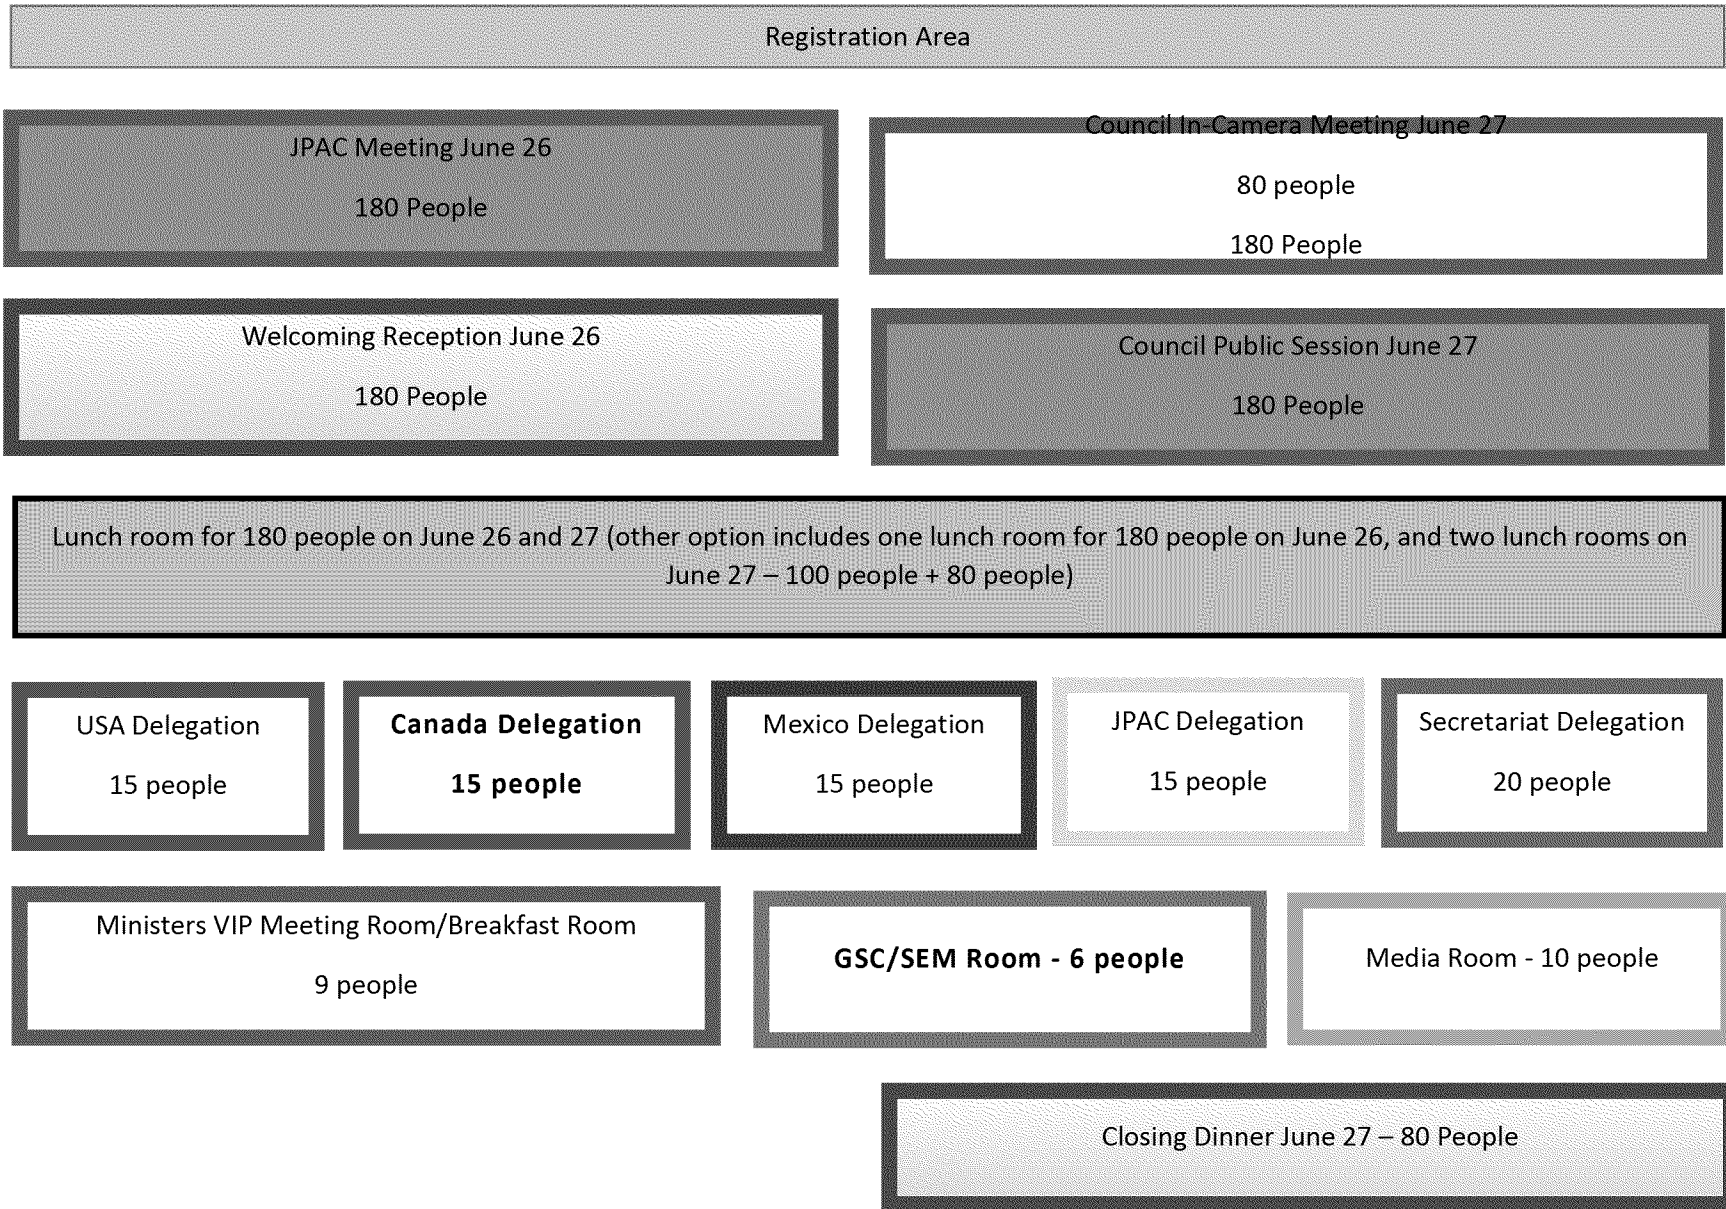 Registration Area
JPAC Meeting June 26
180 People
Council In-Camera Meeting June 27
80 people
180 People
Welcoming Reception June 26
180 People
Council Public Session June 27
180 People
Lunch room for 180 people on June 26 and 27 (other option includes one lunch room for 180 people on June 26, and two lunch rooms on
June 27 – 100 people + 80 people)
USA Delegation
15 people
Canada Delegation
15 people
Mexico Delegation
15 people
JPAC Delegation
15 people
Secretariat Delegation
20 people
Ministers VIP Meeting Room/Breakfast Room
9 people
GSC/SEM Room - 6 people
Media Room - 10 people
Closing Dinner June 27 – 80 People